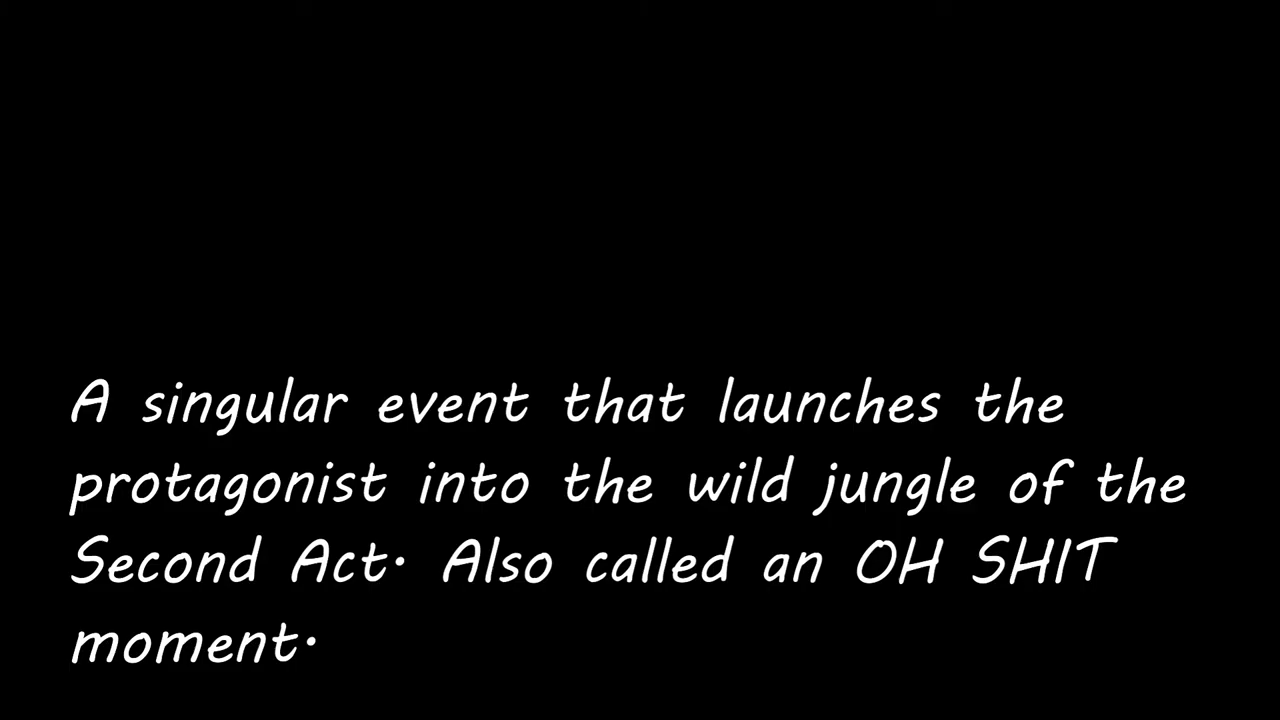 A singular event that launches the
protagonist into the wild jungle of the
Second Act. Also called an OH SHIT
moment.